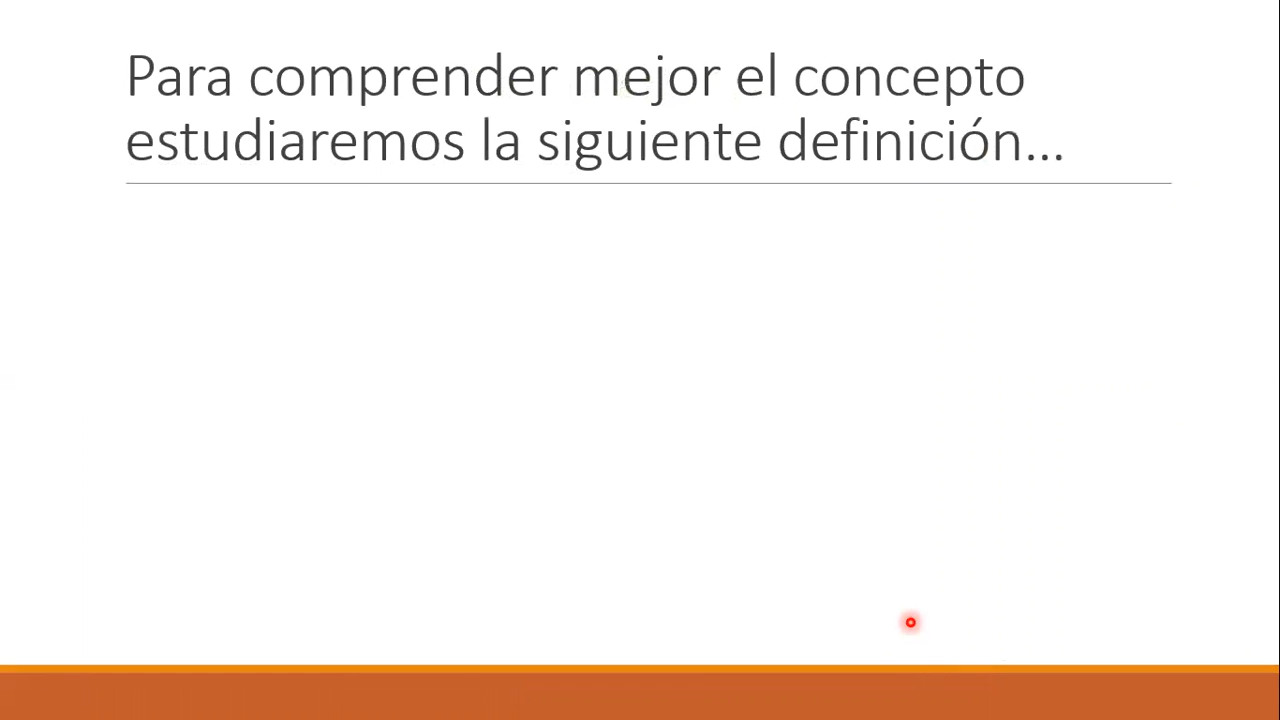 Para comprender mejor el concepto
estudiaremos la siguiente definición...